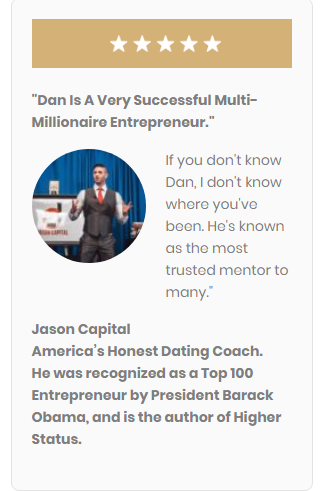 "Dan Is A Very Successful Multi-
Millionaire Entrepreneur."
If you don't know
Dan, I don't know
where you've
been. He's known
as the most
trusted mentor to
many."
Jason Capital
America's Honest Dating Coach.
He was recognized as a Top 100
Entrepreneur by President Barack
Obama, and is the author of Higher
Status.